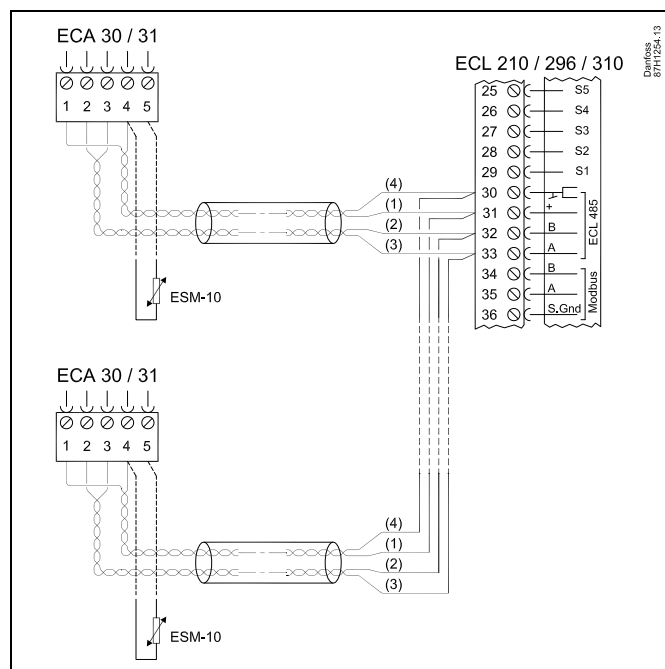 ECA 30 / 31
1 2 3 4 5
ESM-10
(4)
(1)
(2)
(3)
ECL 210 / 296 / 310
Danfoss
87H1254.13
25 S5
26 S4
27 S3
28 S2
29 S1
30
31 +
32 B
33 A
34 B
35 A
36 S.Gnd
ECL 485
Modbus
ECA 30 / 31
1 2 3 4 5
ESM-10
(4)
(1)
(2)
(3)